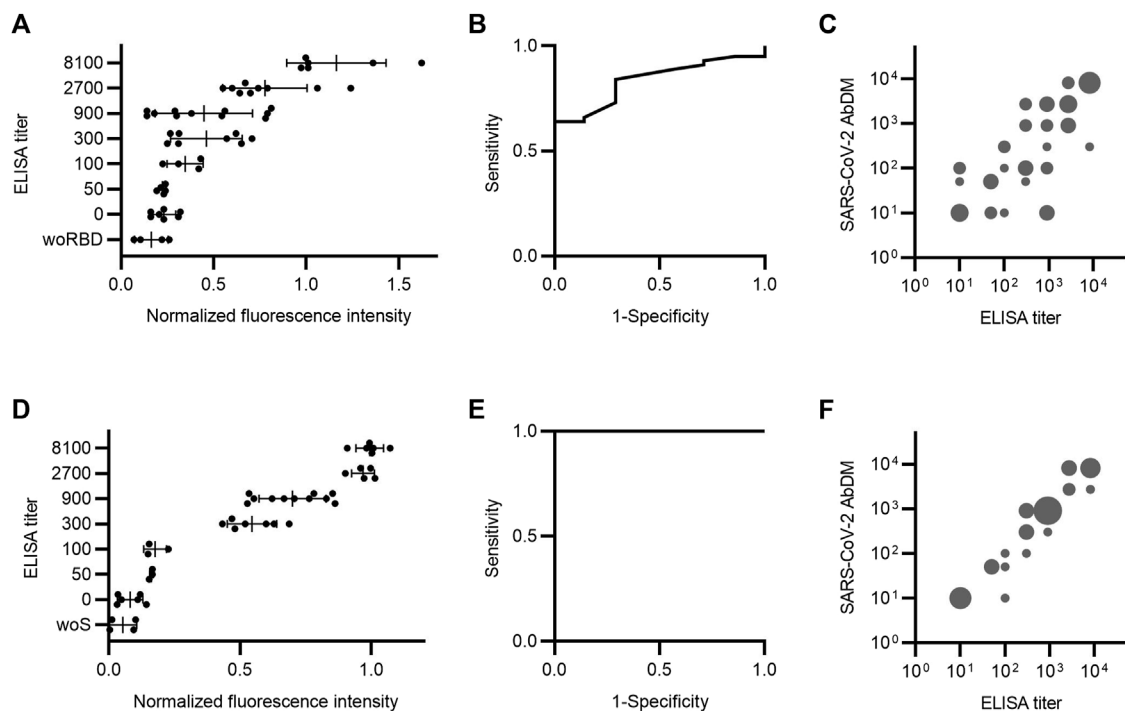 A
ELISA titer
8100
2700
900
300
100
50
0
woRBD
0.0
0.5
1.0
1.5
Normalized fluorescence intensity
B
Sensitivity
1.0
0.5
0.0
0.0
0.5
1.0
1-Specificity
C
SARS-CoV-2 AbDM
10⁴
10³
10²
10¹
10⁰
10⁰
10¹
10²
10³
10⁴
ELISA titer
D
ELISA titer
8100
2700
900
300
100
50
0
woS
0.0
0.5
1.0
Normalized fluorescence intensity
E
Sensitivity
1.0
0.5
0.0
0.0
0.5
1.0
1-Specificity
F
SARS-CoV-2 AbDM
10⁴
10³
10²
10¹
10⁰
10⁰
10¹
10²
10³
10⁴
ELISA titer